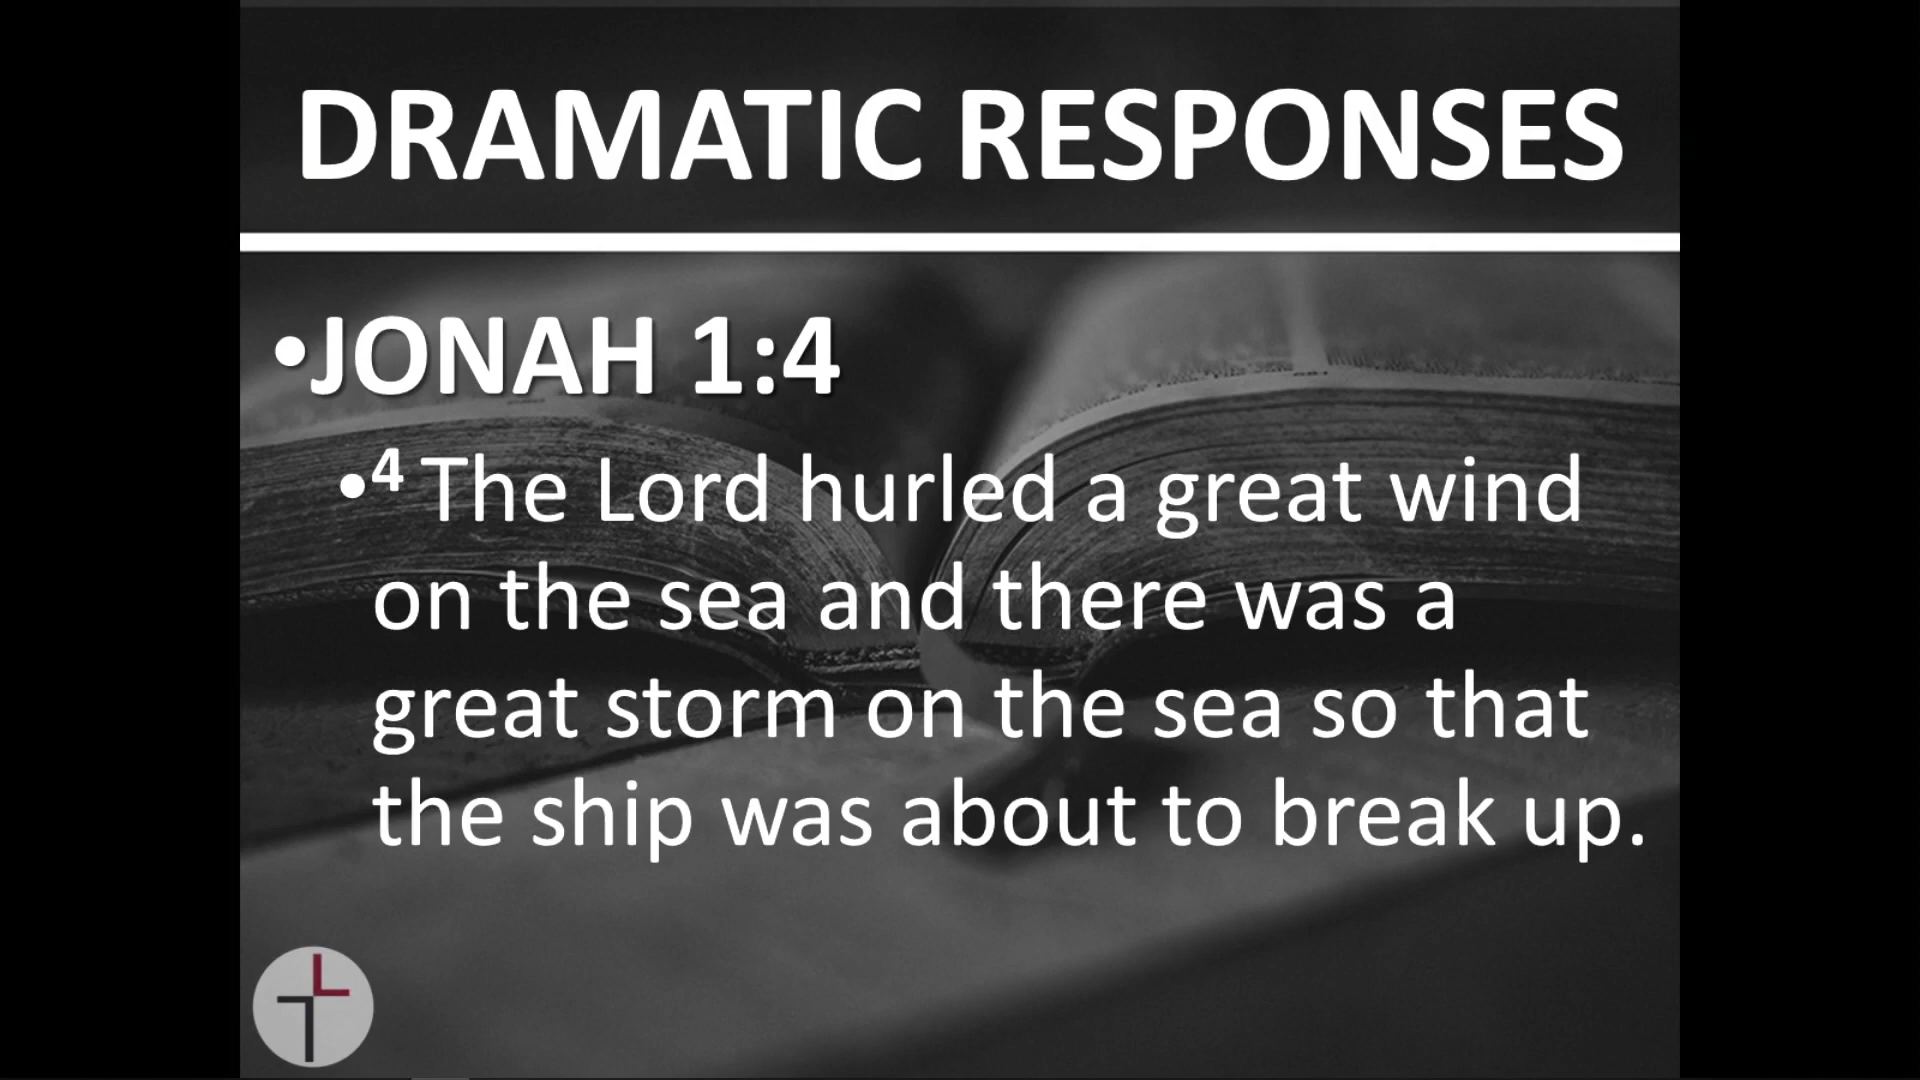 DRAMATIC RESPONSES
•JONAH 1:4
•⁴ The Lord hurled a great wind
on the sea and there was a
great storm on the sea so that
the ship was about to break up.